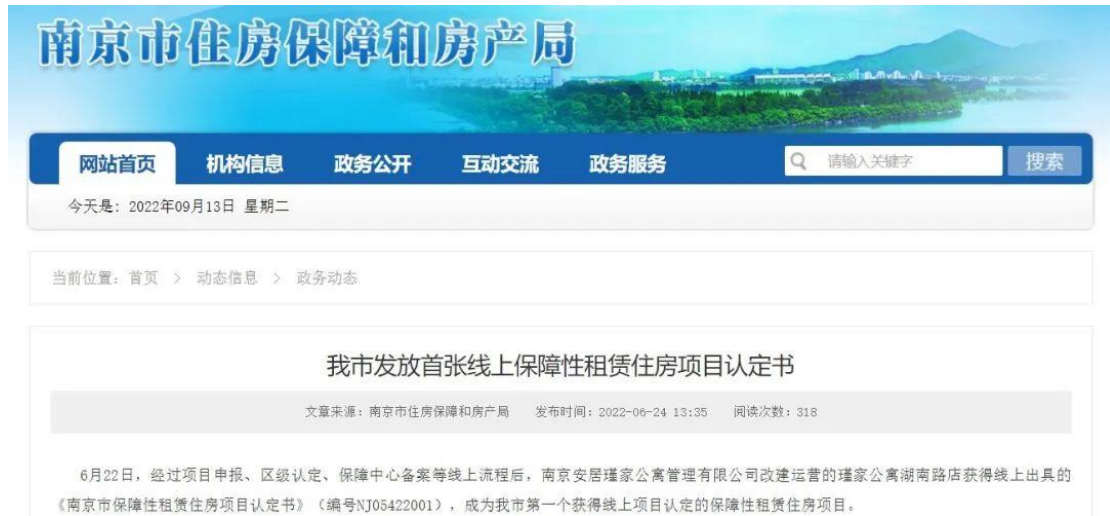 南京市住房保障和房产局
网站首页 机构信息 政务公开 互动交流 政务服务 请输入关键字 搜索
今天是: 2022年09月13日 星期二
当前位置: 首页 > 动态信息 > 政务动态
我市发放首张线上保障性租赁住房项目认定书
文章来源: 南京市住房保障和房产局 发布时间: 2022-06-24 13:35 阅读次数: 318
6月22日，经过项目申报、区级认定、保障中心备案等线上流程后，南京安居瑾家公寓管理有限公司改建运营的瑾家公寓湖南路店获得线上出具的
《南京市保障性租赁住房项目认定书》（编号NJ05422001），成为我市第一个获得线上项目认定的保障性租赁住房项目。